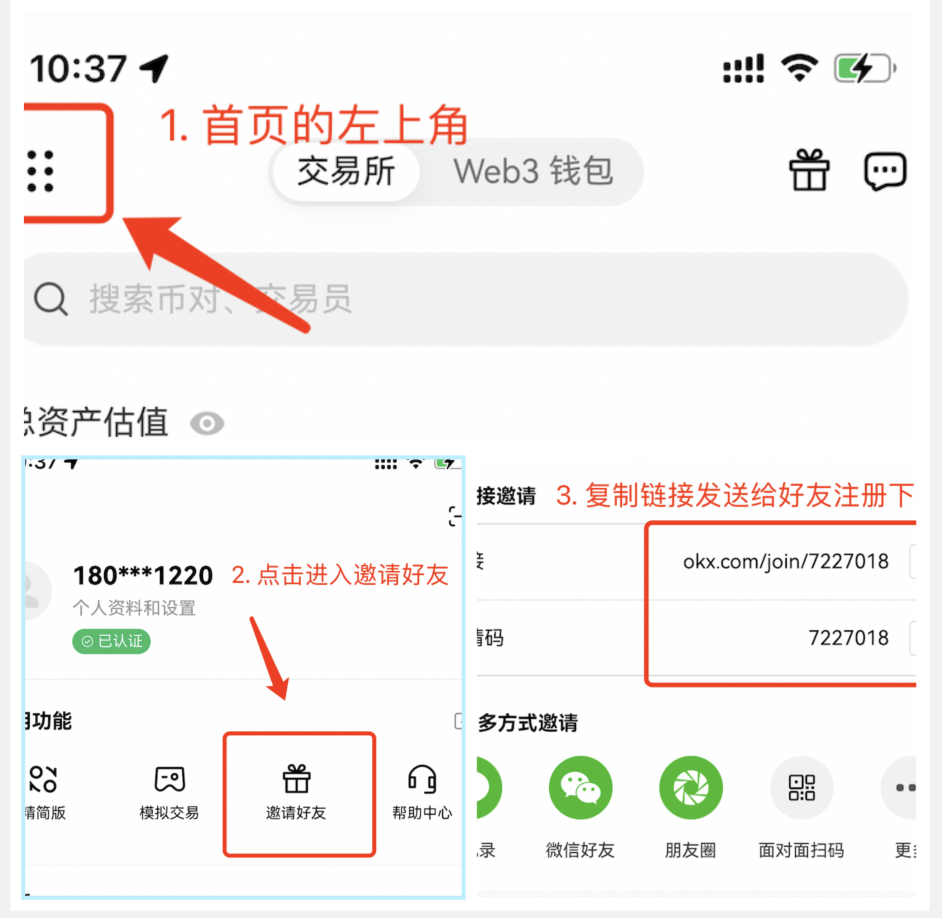 10:37
1. 首页的左上角
交易所
Web3 钱包
搜索币对、交易员
总资产估值
:37
180***1220
2. 点击进入邀请好友
个人资料和设置
已认证
用功能
精简版
模拟交易
邀请好友
帮助中心
接邀请
3. 复制链接发送给好友注册下
接
okx.com/join/7227018
请码
7227018
多方式邀请
录
微信好友
朋友圈
面对面扫码
更多